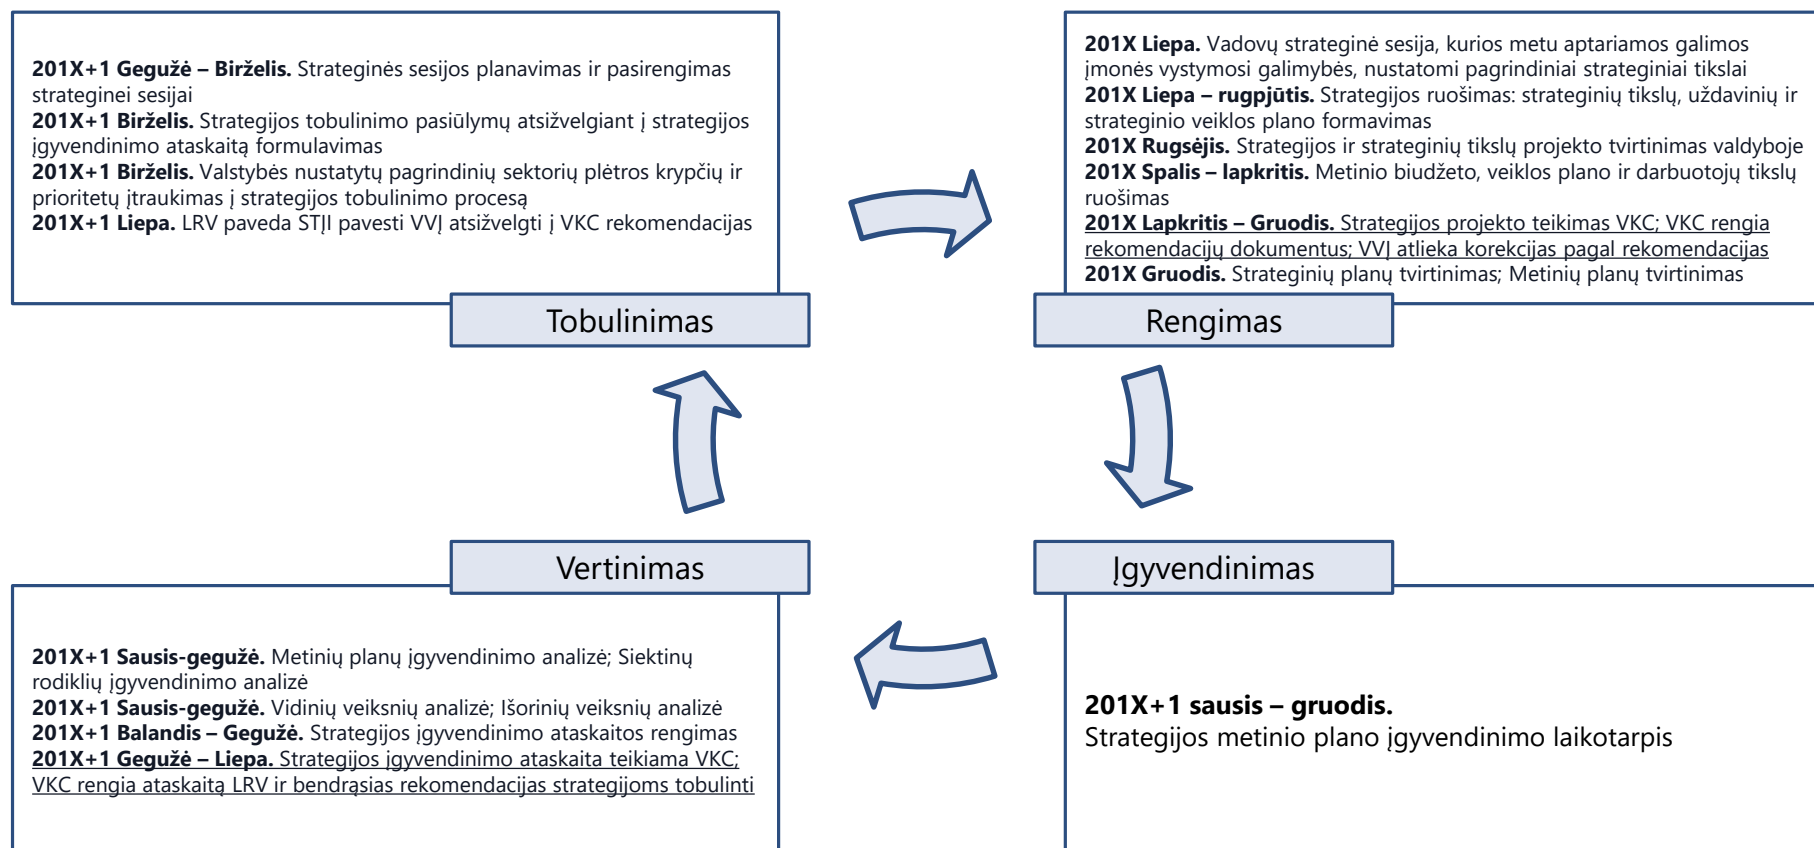 201X+1 Gegužė – Birželis. Strateginės sesijos planavimas ir pasirengimas
strateginei sesijai
201X+1 Birželis. Strategijos tobulinimo pasiūlymų atsižvelgiant į strategijos
įgyvendinimo ataskaitą formulavimas
201X+1 Birželis. Valstybės nustatytų pagrindinių sektorių plėtros krypčių ir
prioritetų įtraukimas į strategijos tobulinimo procesą
201X+1 Liepa. LRV paveda STĮI pavesti VVĮ atsižvelgti į VKC rekomendacijas
Tobulinimas
201X Liepa. Vadovų strateginė sesija, kurios metu aptariamos galimos
įmonės vystymosi galimybės, nustatomi pagrindiniai strateginiai tikslai
201X Liepa – rugpjūtis. Strategijos ruošimas: strateginių tikslų, uždavinių ir
strateginio veiklos plano formavimas
201X Rugsėjis. Strategijos ir strateginių tikslų projekto tvirtinimas valdyboje
201X Spalis – lapkritis. Metinio biudžeto, veiklos plano ir darbuotojų tikslų
ruošimas
201X Lapkritis – Gruodis. Strategijos projekto teikimas VKC; VKC rengia
rekomendacijų dokumentus; VVĮ atlieka korekcijas pagal rekomendacijas
201X Gruodis. Strateginių planų tvirtinimas; Metinių planų tvirtinimas
Rengimas
Vertinimas
201X+1 Sausis-gegužė. Metinių planų įgyvendinimo analizė; Siektinų
rodiklių įgyvendinimo analizė
201X+1 Sausis-gegužė. Vidinių veiksnių analizė; Išorinių veiksnių analizė
201X+1 Balandis – Gegužė. Strategijos įgyvendinimo ataskaitos rengimas
201X+1 Gegužė – Liepa. Strategijos įgyvendinimo ataskaita teikiama VKC;
VKC rengia ataskaitą LRV ir bendrąsias rekomendacijas strategijoms tobulinti
Įgyvendinimas
201X+1 sausis – gruodis.
Strategijos metinio plano įgyvendinimo laikotarpis